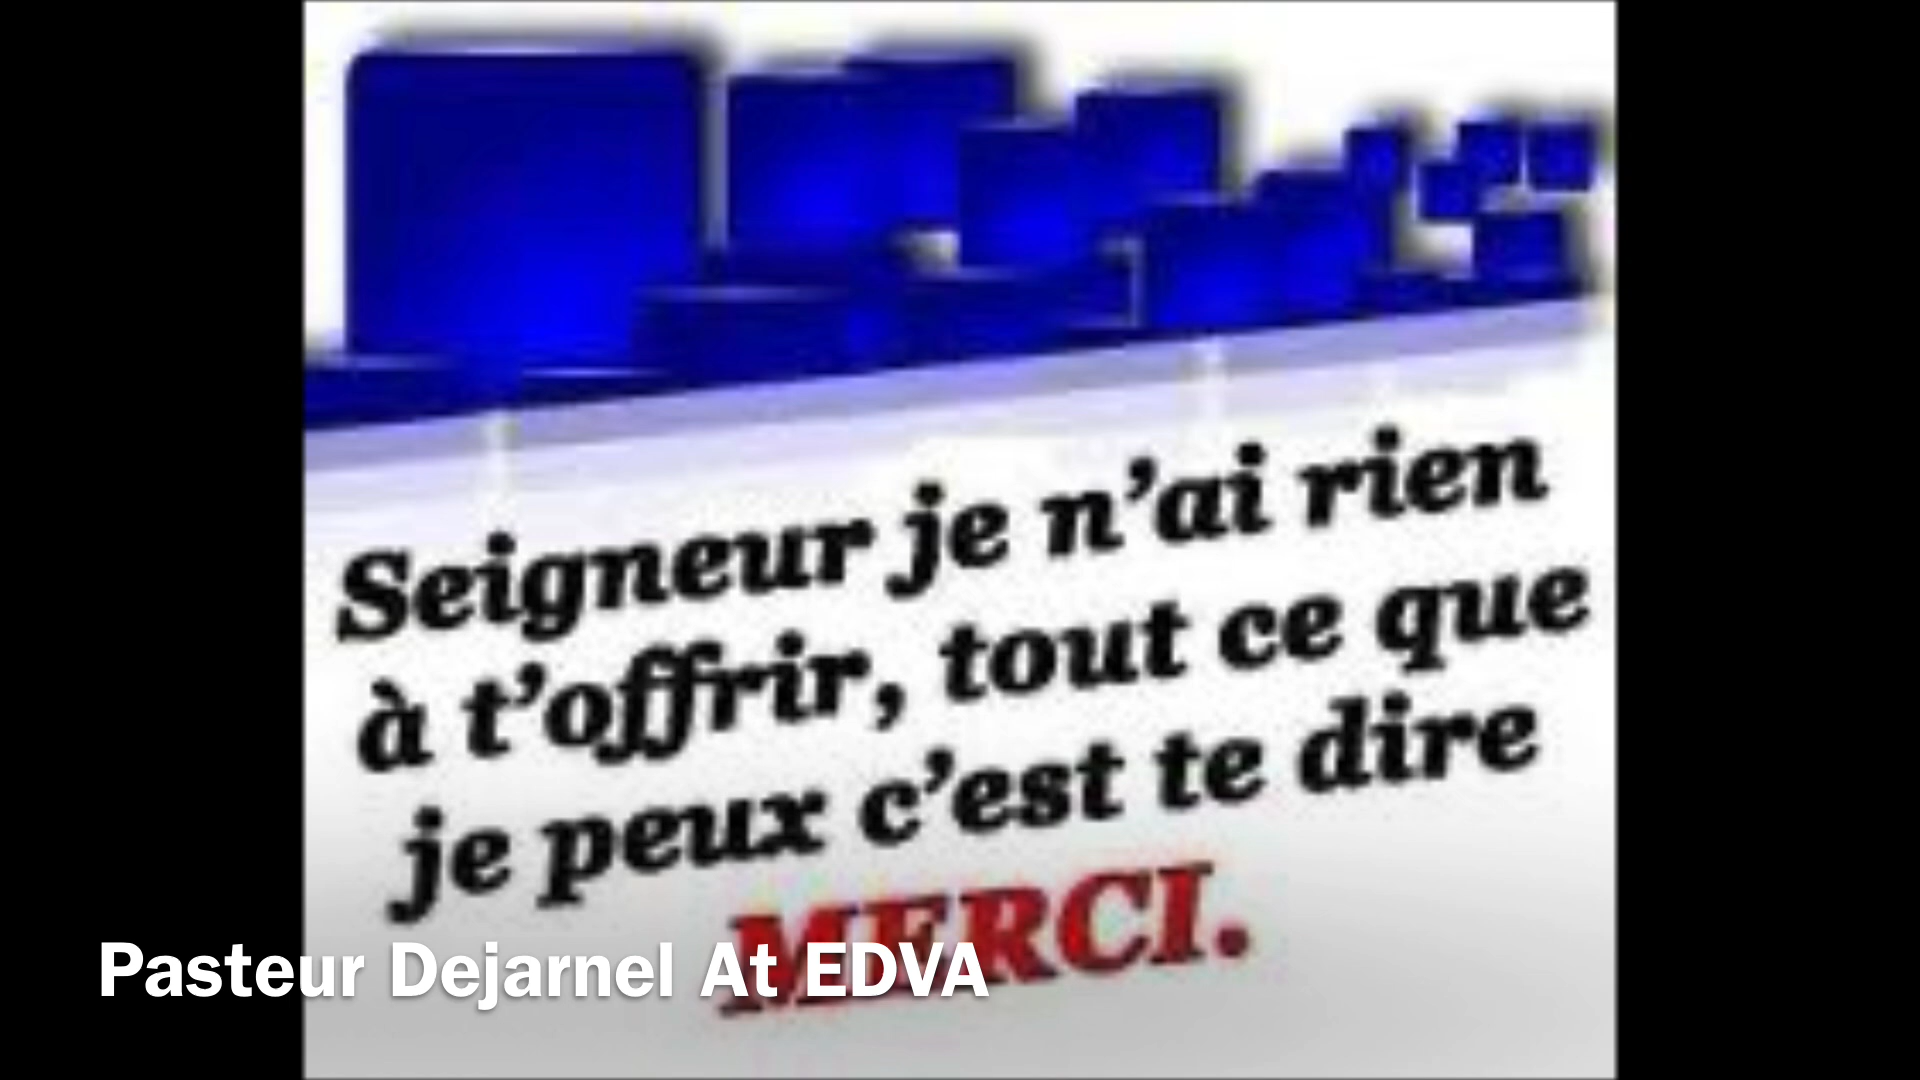 Seigneur je n'ai rien
à t'offrir, tout ce que
je peux c'est te dire
MERCI.
Pasteur Dejarnel At EDVA